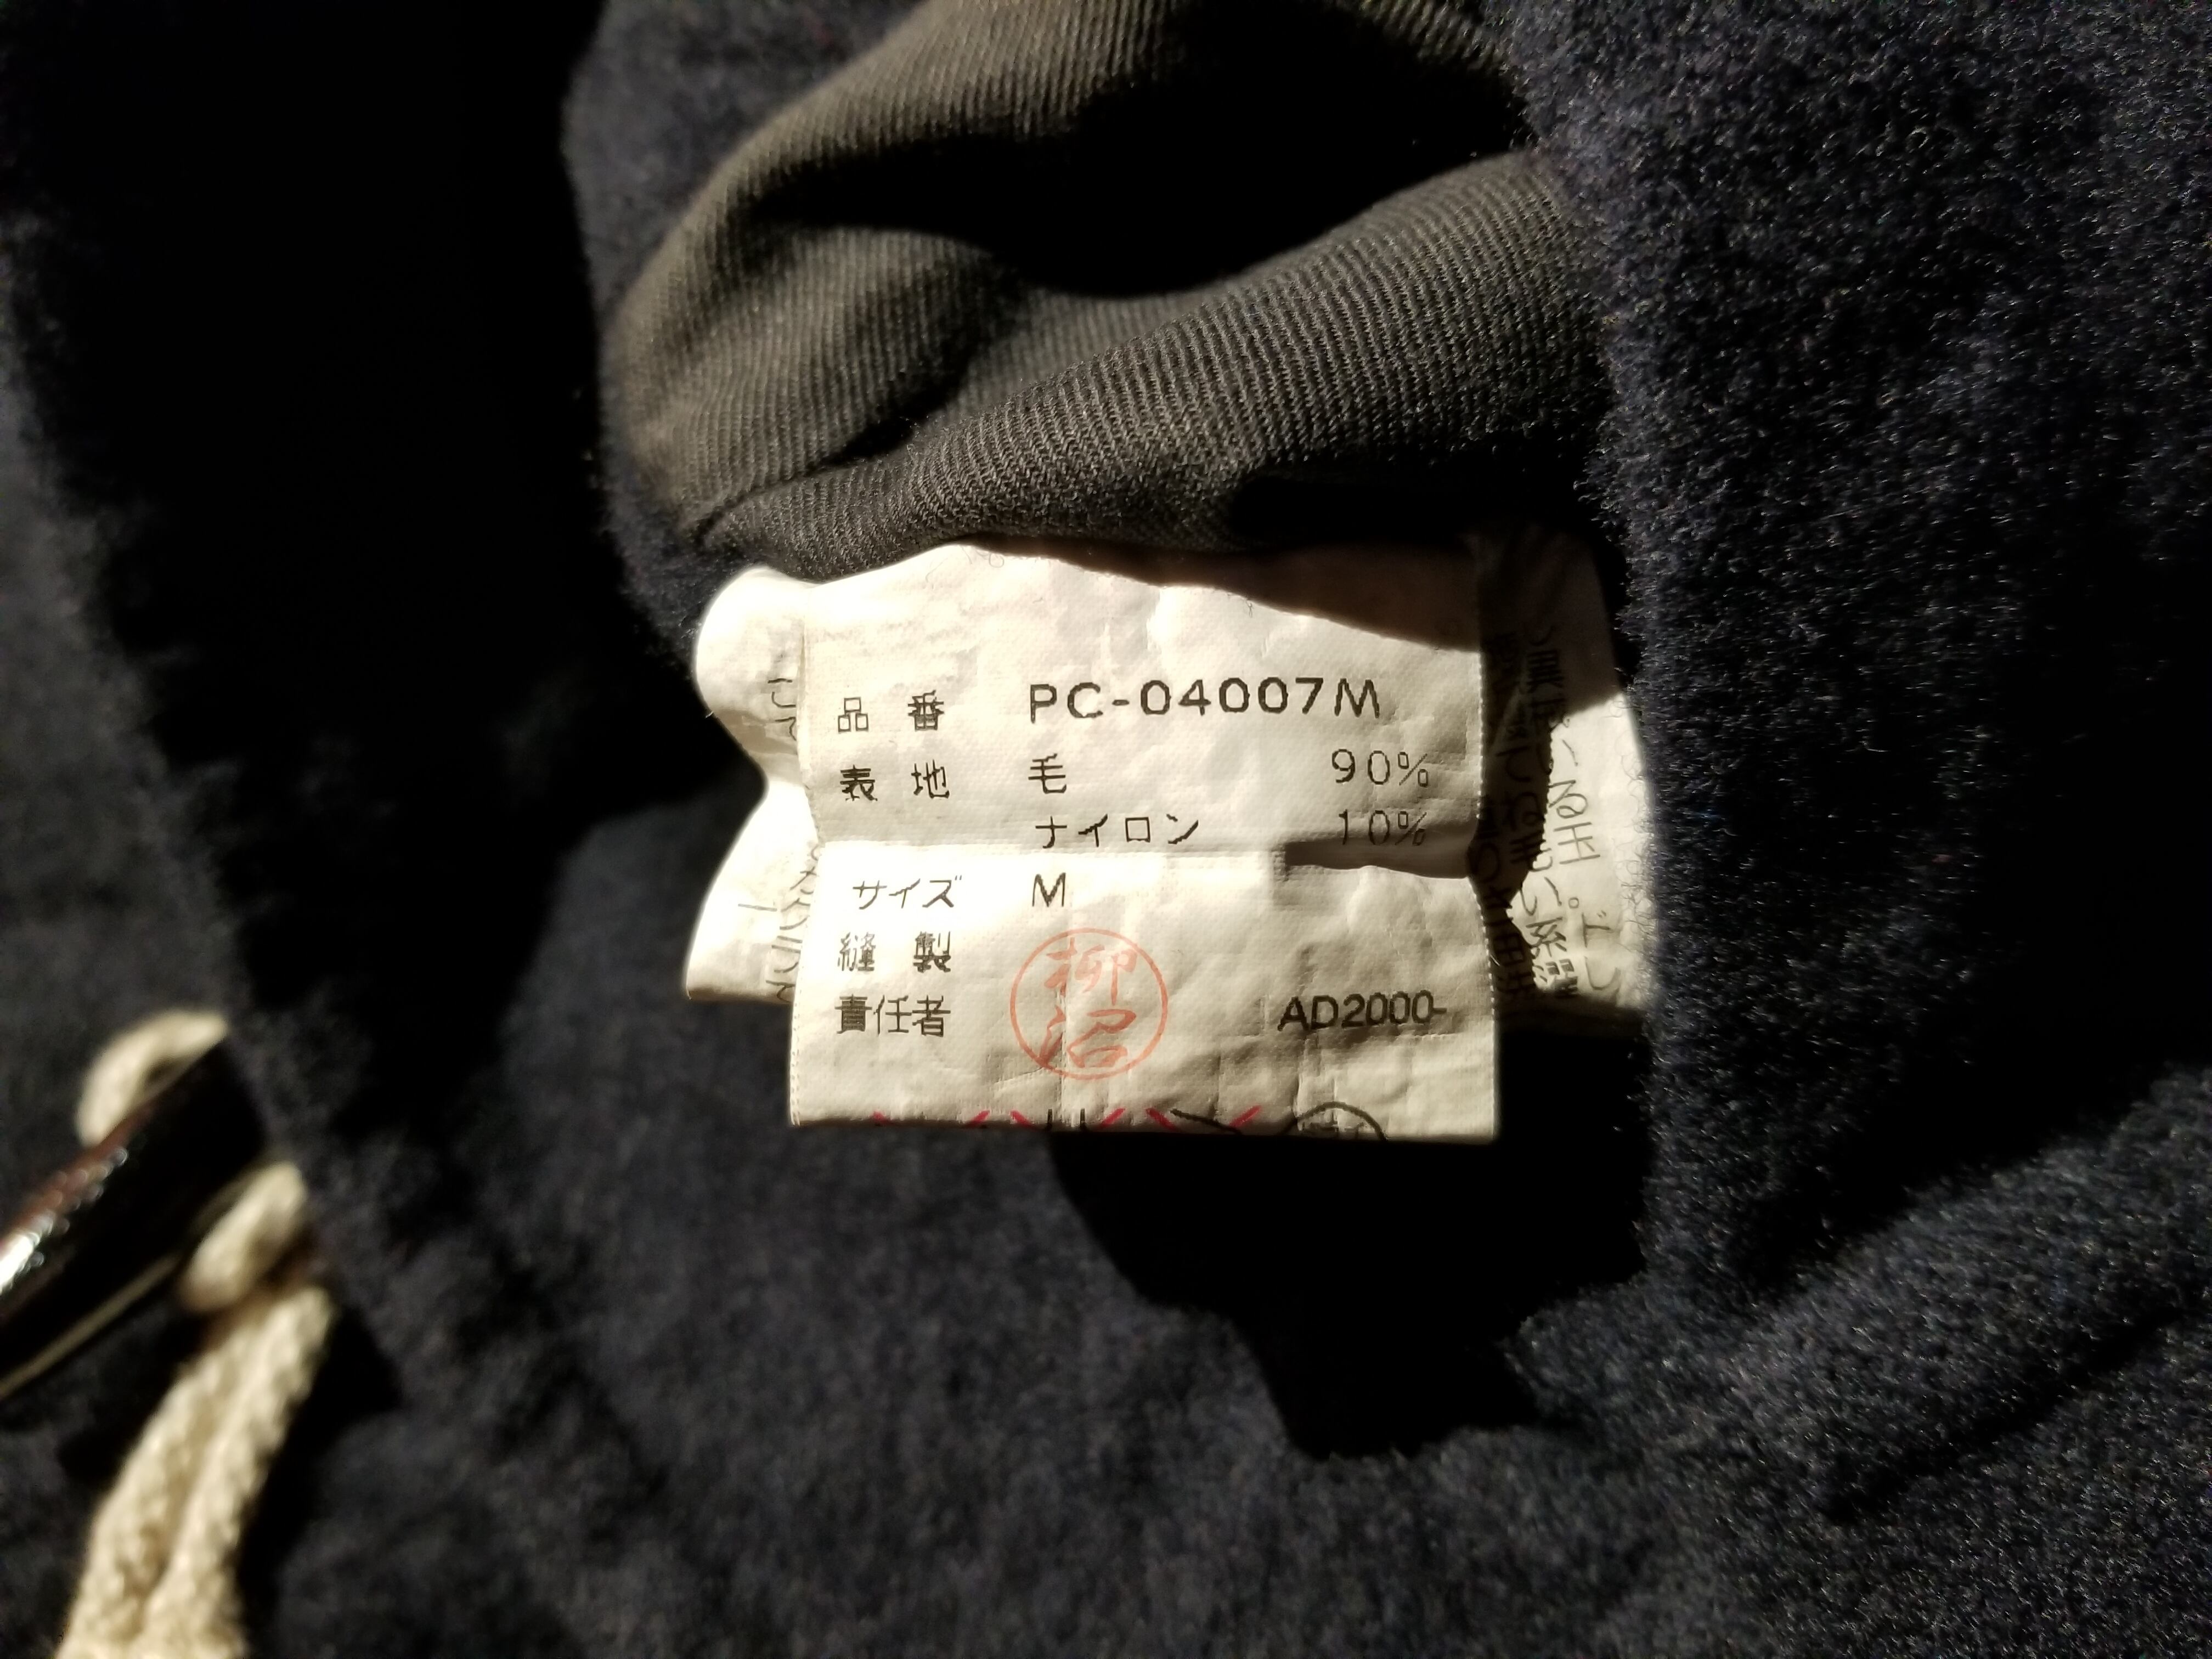 品番 PC-04007M
表地 毛 90%
ナイロン 10%
サイズ M
縫製
責任者 柳沼 AD2000-